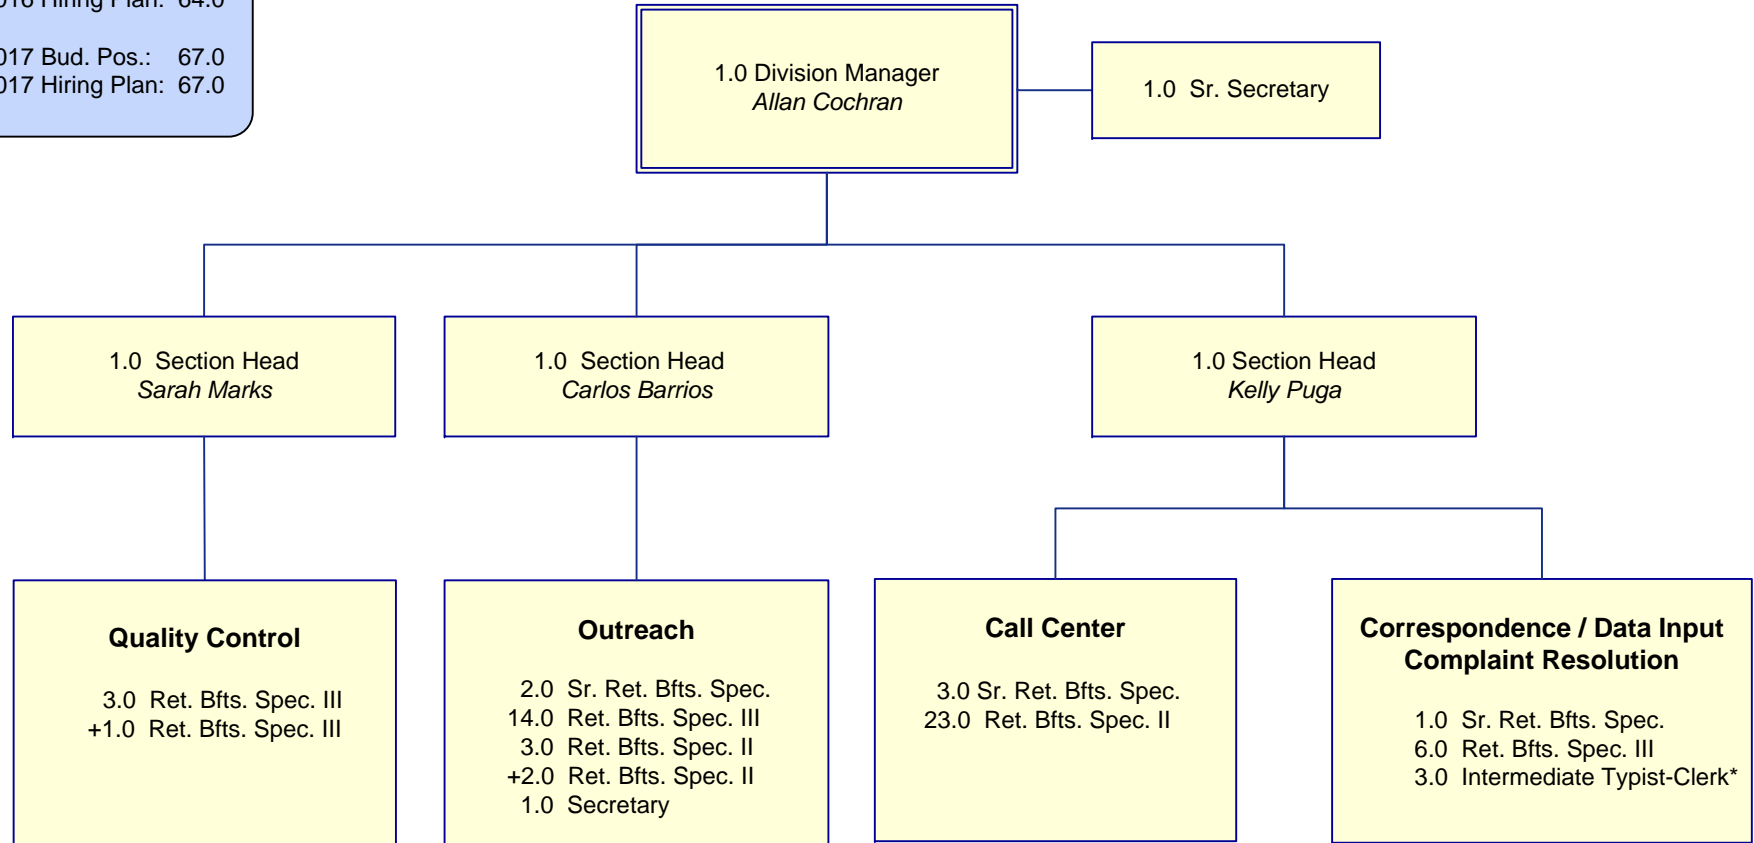 016 Hiring Plan: 64.0
017 Bud. Pos.: 67.0
017 Hiring Plan: 67.0
1.0 Division Manager
Allan Cochran
1.0 Sr. Secretary
1.0 Section Head
Sarah Marks
1.0 Section Head
Carlos Barrios
1.0 Section Head
Kelly Puga
Quality Control
3.0 Ret. Bfts. Spec. III
+1.0 Ret. Bfts. Spec. III
Outreach
2.0 Sr. Ret. Bfts. Spec.
14.0 Ret. Bfts. Spec. III
3.0 Ret. Bfts. Spec. II
+2.0 Ret. Bfts. Spec. II
1.0 Secretary
Call Center
3.0 Sr. Ret. Bfts. Spec.
23.0 Ret. Bfts. Spec. II
Correspondence / Data Input
Complaint Resolution
1.0 Sr. Ret. Bfts. Spec.
6.0 Ret. Bfts. Spec. III
3.0 Intermediate Typist-Clerk*